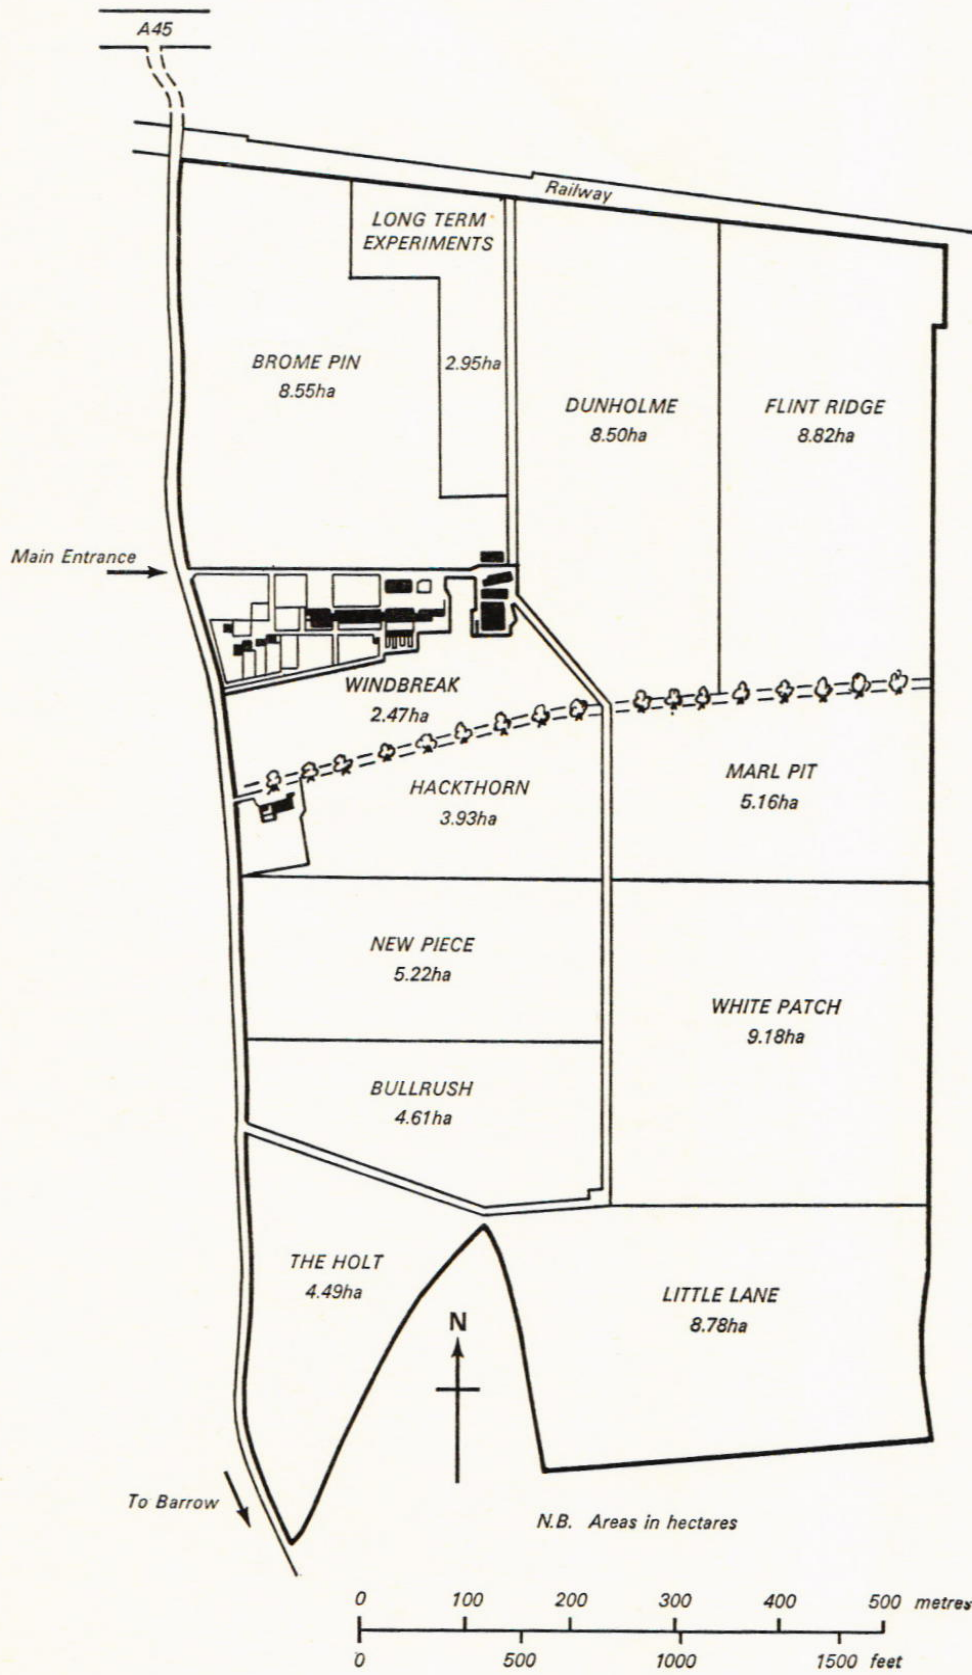 A45
Railway
LONG TERM
EXPERIMENTS
BROME PIN
8.55ha
2.95ha
DUNHOLME
8.50ha
FLINT RIDGE
8.82ha
Main Entrance
WINDBREAK
2.47ha
HACKTHORN
3.93ha
MARL PIT
5.16ha
NEW PIECE
5.22ha
WHITE PATCH
9.18ha
BULLRUSH
4.61ha
THE HOLT
4.49ha
LITTLE LANE
8.78ha
N
To Barrow
N.B. Areas in hectares
0 100 200 300 400 500 metres
0 500 1000 1500 feet